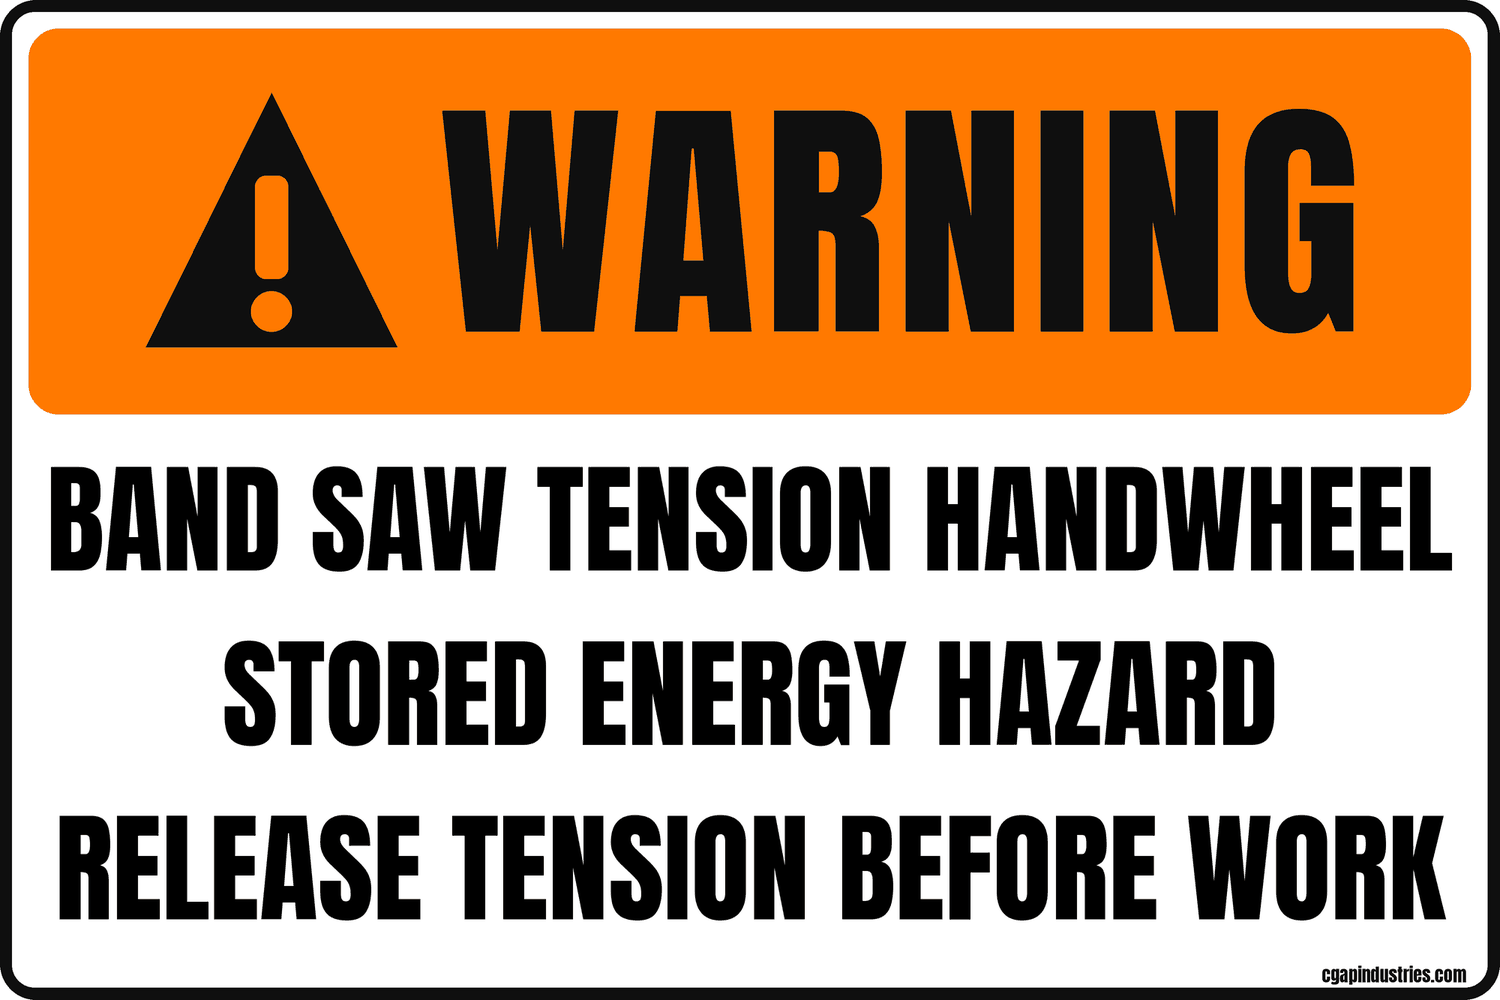 WARNING
BAND SAW TENSION HANDWHEEL
STORED ENERGY HAZARD
RELEASE TENSION BEFORE WORK
cgapindustries.com